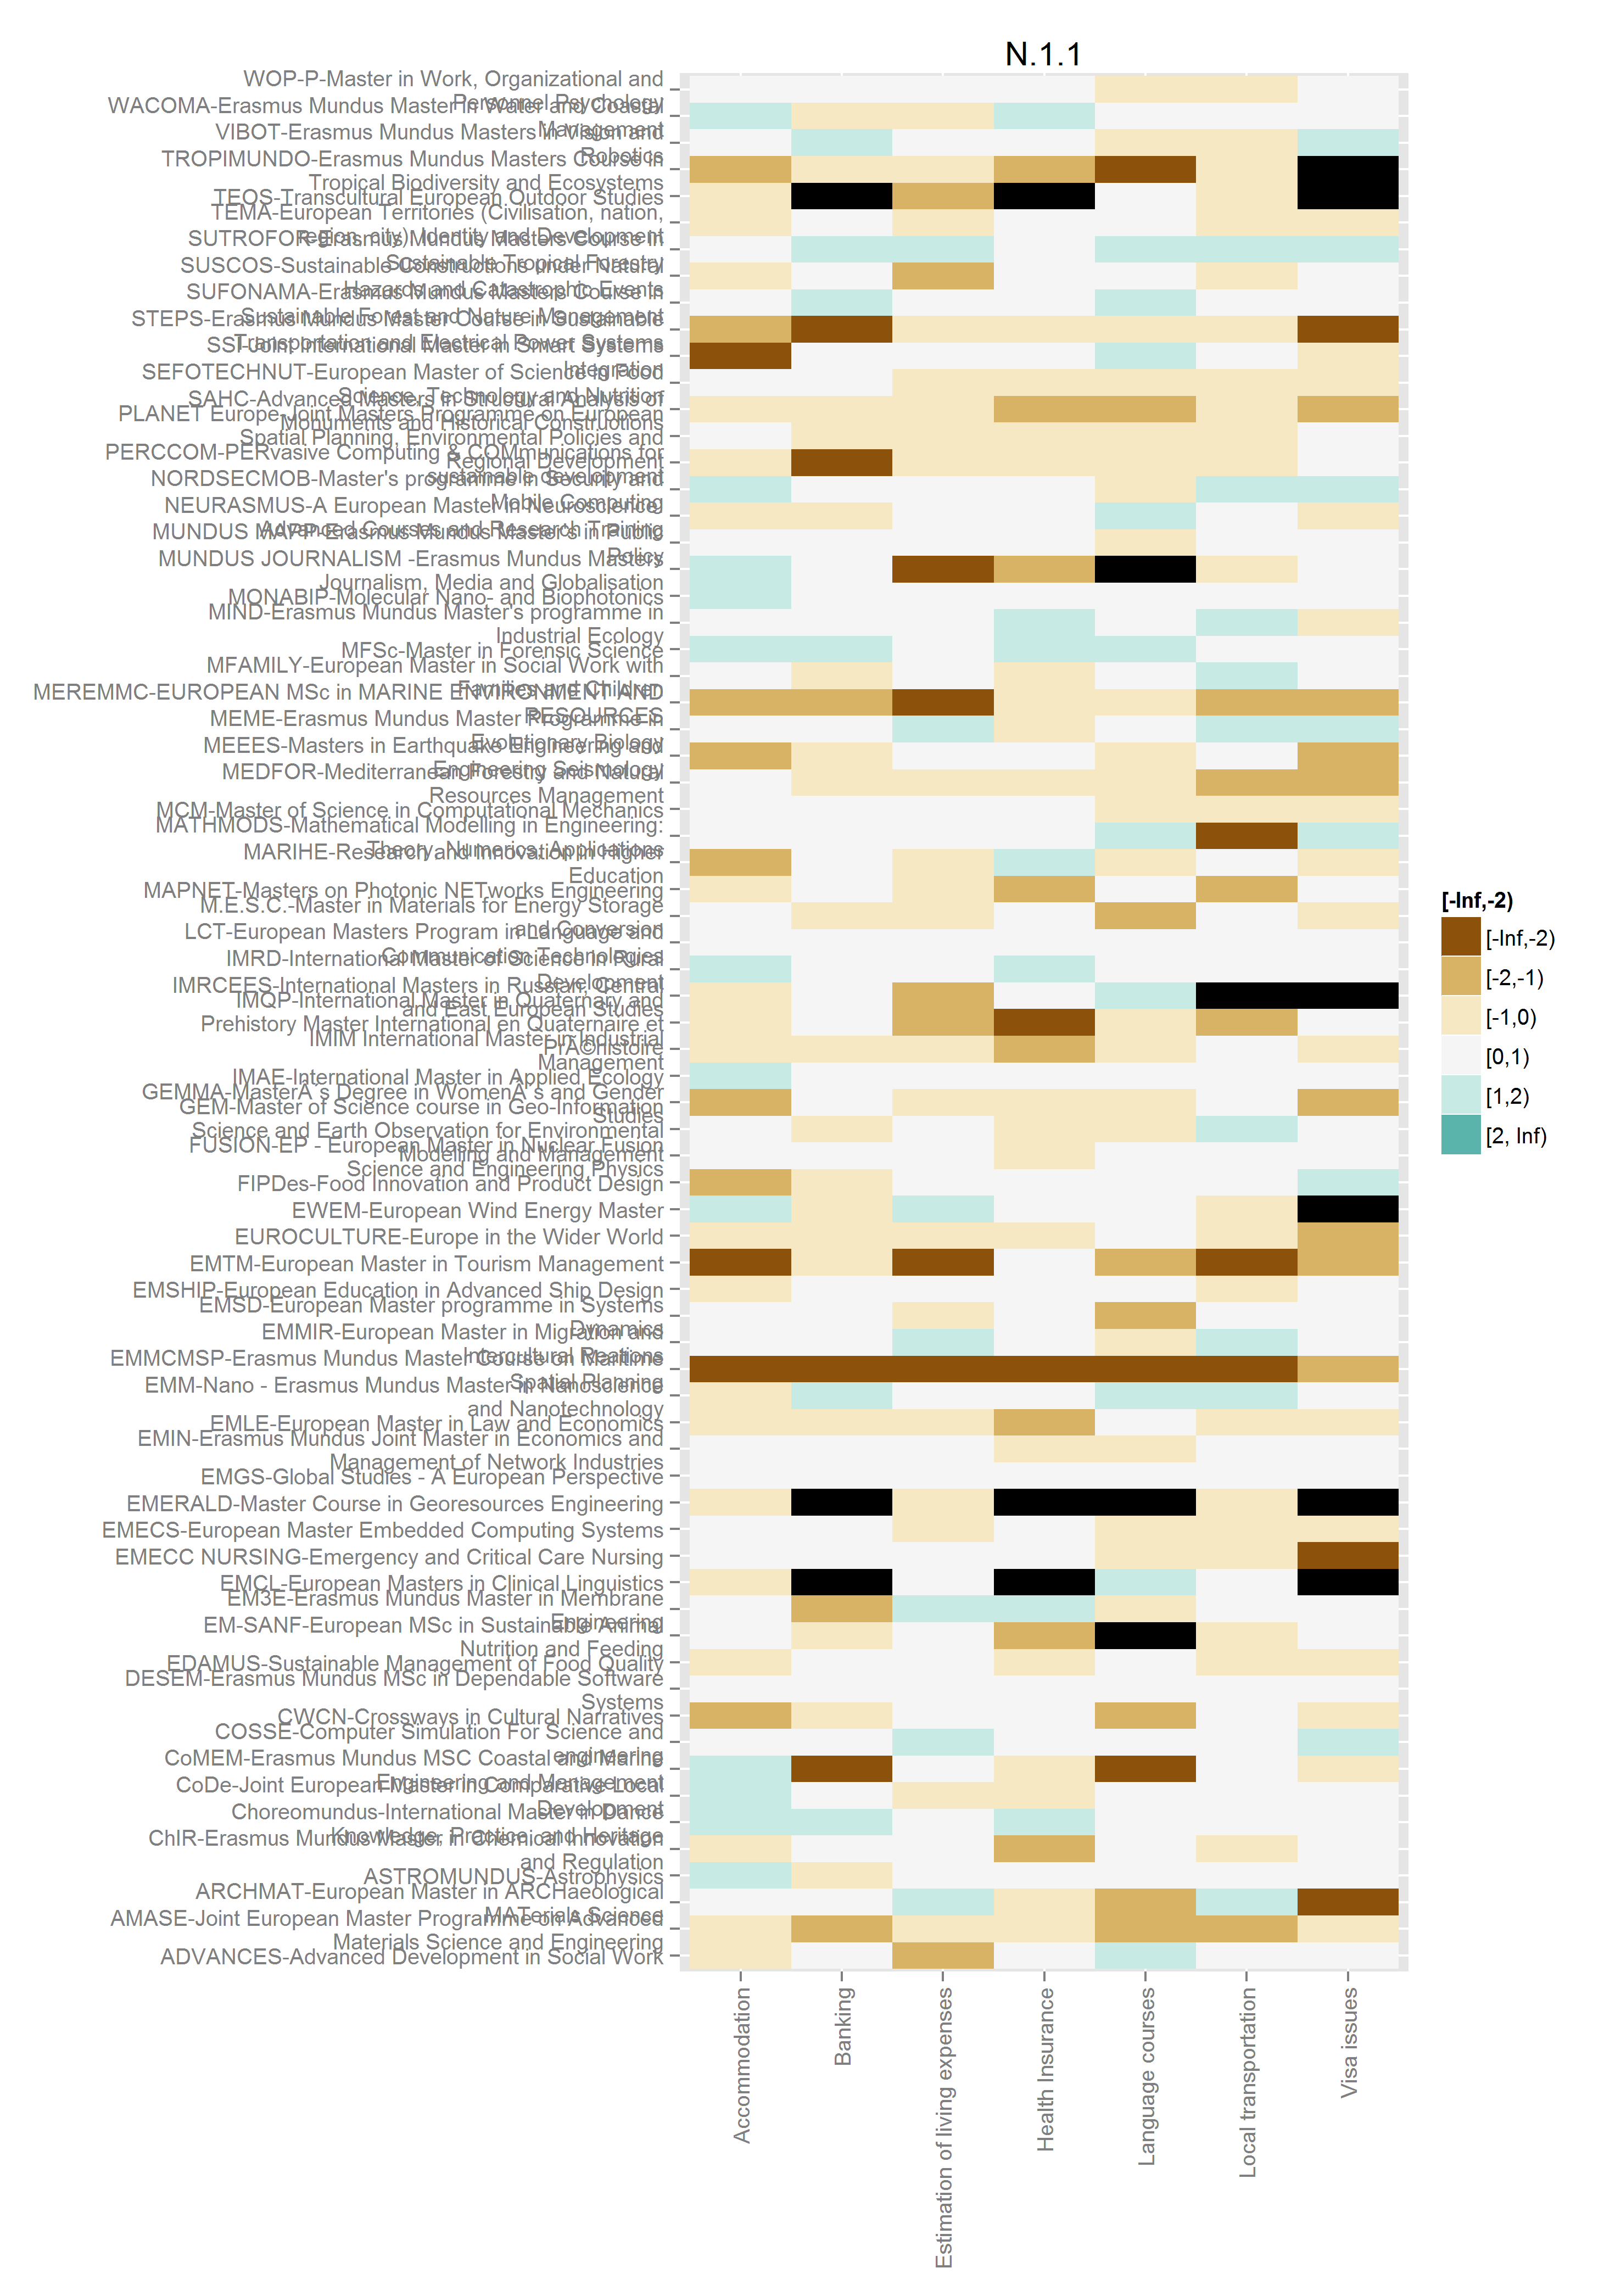 N.1.1
WOP-P-Master in Work, Organizational and
Personnel Psychology
WACOMA-Erasmus Mundus Master in Water and Coastal
Management
VIBOT-Erasmus Mundus Masters in Vision and
Robotics
TROPIMUNDO-Erasmus Mundus Masters Course in
Tropical Biodiversity and Ecosystems
TEOS-Transcultural European Outdoor Studies
TEMA-European Territories (Civilisation, nation,
region, city) Identity and Development
SUTROFOR-Erasmus Mundus Masters Course in
Sustainable Tropical Forestry
SUSCOS-Sustainable Constructions under Natural
Hazards and Catastrophic Events
SUFONAMA-Erasmus Mundus Masters Course in
Sustainable Forest and Nature Management
STEPS-Erasmus Mundus Master Course in Sustainable
Transportation and Electrical Power Systems
SSI-Joint International Master in Smart Systems
Integration
SEFOTECHNUT-European Master of Science in Food
Science, Technology and Nutrition
SAHC-Advanced Masters in Structural Analysis of
Monuments and Historical Constructions
PLANET Europe-Joint Masters Programme on European
Spatial Planning, Environmental Policies and
Regional Development
PERCCOM-PERvasive Computing & COMmunications for
sustainable development
NORDSECMOB-Master's programme in Security and
Mobile Computing
NEURASMUS-A European Master in Neuroscience:
Advanced Courses and Research Training
MUNDUS MAPP-Erasmus Mundus Master's in Public
Policy
MUNDUS JOURNALISM -Erasmus Mundus Masters
Journalism, Media and Globalisation
MONABIP-Molecular Nano- and Biophotonics
MIND-Erasmus Mundus Master's programme in
Industrial Ecology
MFSc-Master in Forensic Science
MFAMILY-European Master in Social Work with
Families and Children
MEREMMC-EUROPEAN MSc in MARINE ENVIRONMENT AND
RESOURCES
MEME-Erasmus Mundus Master Programme in
Evolutionary Biology
MEEES-Masters in Earthquake Engineering and
Engineering Seismology
MEDFOR-Mediterranean Forestry and Natural
Resources Management
MCM-Master of Science in Computational Mechanics
MATHMODS-Mathematical Modelling in Engineering:
Theory, Numerics, Applications
MARIHE-Research and Innovation in Higher
Education
MAPNET-Masters on Photonic NETworks Engineering
M.E.S.C.-Master in Materials for Energy Storage
and Conversion
LCT-European Masters Program in Language and
Communication Technologies
IMRD-International Master of Science in Rural
Development
IMRCEES-International Masters in Russian, Central
and East European Studies
IMQP-International Master in Quaternary and
Prehistory Master International en Quaternaire et
PrÃ©histoire
IMIM International Master in Industrial
Management
IMAE-International Master in Applied Ecology
GEMMA-MasterÂ´s Degree in WomenÂ´s and Gender
Studies
GEM-Master of Science course in Geo-Information
Science and Earth Observation for Environmental
Modelling and Management
FUSION-EP - European Master in Nuclear Fusion
Science and Engineering Physics
FIPDes-Food Innovation and Product Design
EWEM-European Wind Energy Master
EUROCULTURE-Europe in the Wider World
EMTM-European Master in Tourism Management
EMSHIP-European Education in Advanced Ship Design
EMSD-European Master programme in Systems
Dynamics
EMMIR-European Master in Migration and
Intercultural Reations
EMMCMSP-Erasmus Mundus Master Course on Maritime
Spatial Planning
EMM-Nano - Erasmus Mundus Master in Nanoscience
and Nanotechnology
EMLE-European Master in Law and Economics
EMIN-Erasmus Mundus Joint Master in Economics and
Management of Network Industries
EMGS-Global Studies - A European Perspective
EMERALD-Master Course in Georesources Engineering
EMECS-European Master Embedded Computing Systems
EMECC NURSING-Emergency and Critical Care Nursing
EMCL-European Masters in Clinical Linguistics
EM3E-Erasmus Mundus Master in Membrane
Engineering
EM-SANF-European MSc in Sustainable Animal
Nutrition and Feeding
EDAMUS-Sustainable Management of Food Quality
DESEM-Erasmus Mundus MSc in Dependable Software
Systems
CWCN-Crossways in Cultural Narratives
COSSE-Computer Simulation For Science and
engineering
CoMEM-Erasmus Mundus MSC Coastal and Marine
Engineering and Management
CoDe-Joint European Master in Comparative Local
Development
Choreomundus-International Master in Dance
Knowledge, Practice, and Heritage
ChIR-Erasmus Mundus Master in Chemical Innovation
and Regulation
ASTROMUNDUS-Astrophysics
ARCHMAT-European Master in ARCHaeological
MATerials Science
AMASE-Joint European Master Programme on Advanced
Materials Science and Engineering
ADVANCES-Advanced Development in Social Work
Accommodation
Banking
Estimation of living expenses
Health Insurance
Language courses
Local transportation
Visa issues
[-Inf,-2)
[-Inf,-2)
[-2,-1)
[-1,0)
[0,1)
[1,2)
[2, Inf)